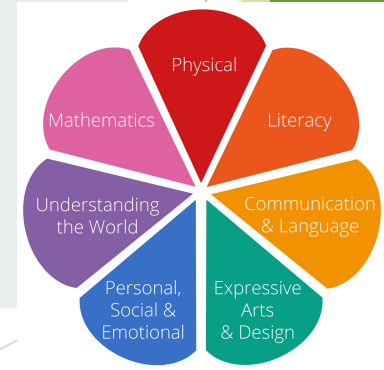 Physical
Literacy
Communication
& Language
Expressive
Arts
& Design
Personal,
Social &
Emotional
Understanding
the World
Mathematics